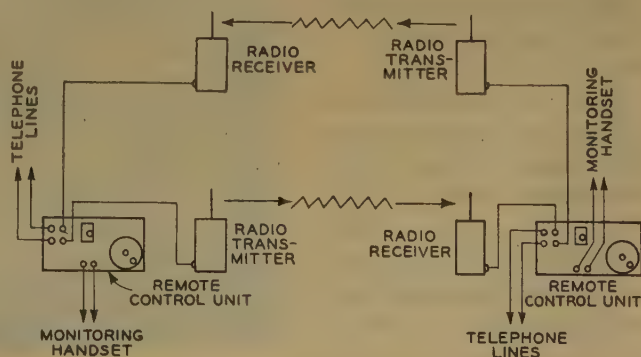 RADIO
RECEIVER
RADIO
TRANS-
MITTER
TELEPHONE
LINES
MONITORING
HANDSET
RADIO
TRANS-
MITTER
RADIO
RECEIVER
REMOTE
CONTROL UNIT
REMOTE
CONTROL UNIT
MONITORING
HANDSET
TELEPHONE
LINES